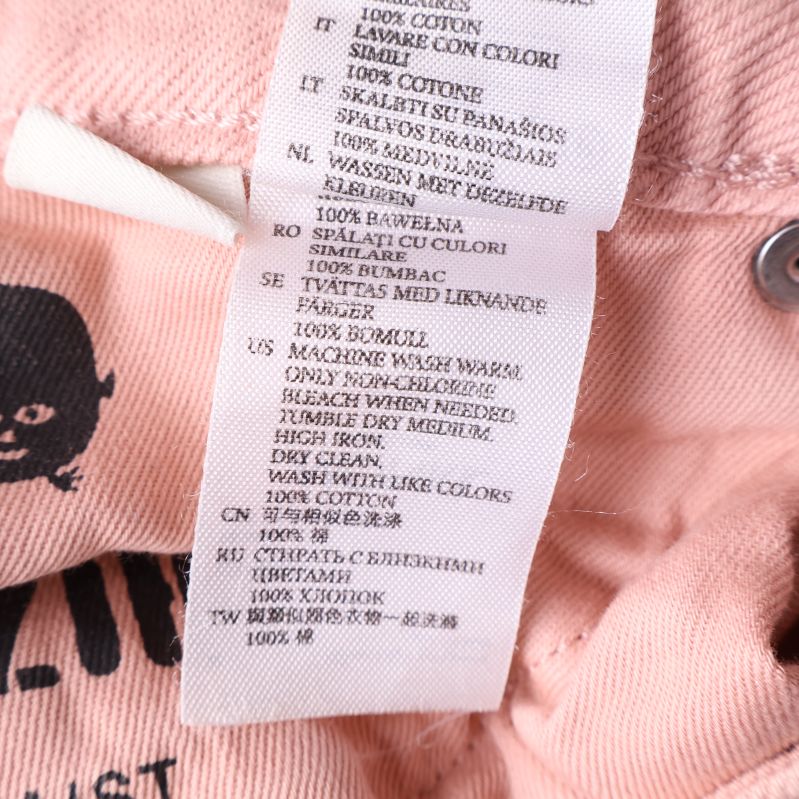 SIMILAIRES
100% COTON
IT LAVARE CON COLORI
SIMILI
100% COTONE
LT SKALBTI SU PANAŠIOS
SPALVOS DRABUŽIAIS
100% MEDVILNĖ
NL WASSEN MET DEZELFDE
KLEUREN
100% BAWEŁNA
RO SPĂLAŢI CU CULORI
SIMILARE
100% BUMBAC
SE TVÄTTAS MED LIKNANDE
FÄRGER
100% BOMULL
US MACHINE WASH WARM.
ONLY NON-CHLORINE
BLEACH WHEN NEEDED.
TUMBLE DRY MEDIUM.
HIGH IRON.
DRY CLEAN.
WASH WITH LIKE COLORS
100% COTTON
CN 可与相似色洗涤
100% 棉
RU СТИРАТЬ С БЛИЗКИМИ
ЦВЕТАМИ
100% ХЛОПОК
TW 與類似顏色衣物一起洗滌
100% 棉